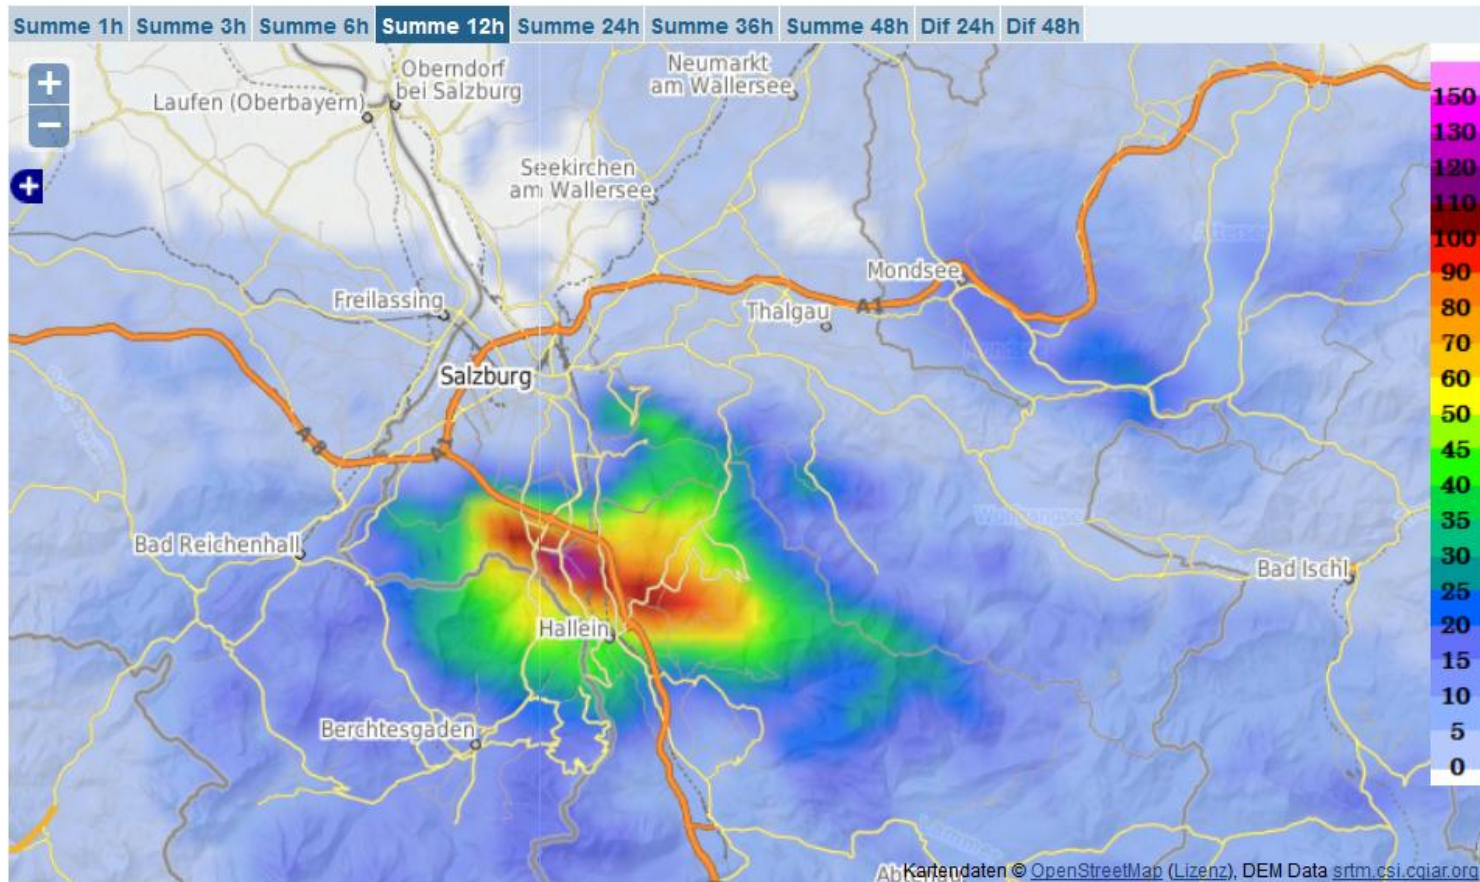 Summe 1h Summe 3h Summe 6h Summe 12h Summe 24h Summe 36h Summe 48h Dif 24h Dif 48h
+
−
+
Oberndorf
bei Salzburg
Laufen (Oberbayern)
Neumarkt
am Wallersee
Seekirchen
am Wallersee
Attersee
Mondsee
Freilassing
Thalgau
A1
Salzburg
A 8
Bad Reichenhall
Bad Ischl
Hallein
Berchtesgaden
150
130
120
110
100
90
80
70
60
50
45
40
35
30
25
20
15
10
5
0
Kartendaten © OpenStreetMap (Lizenz), DEM Data srtm.csi.cgiar.org